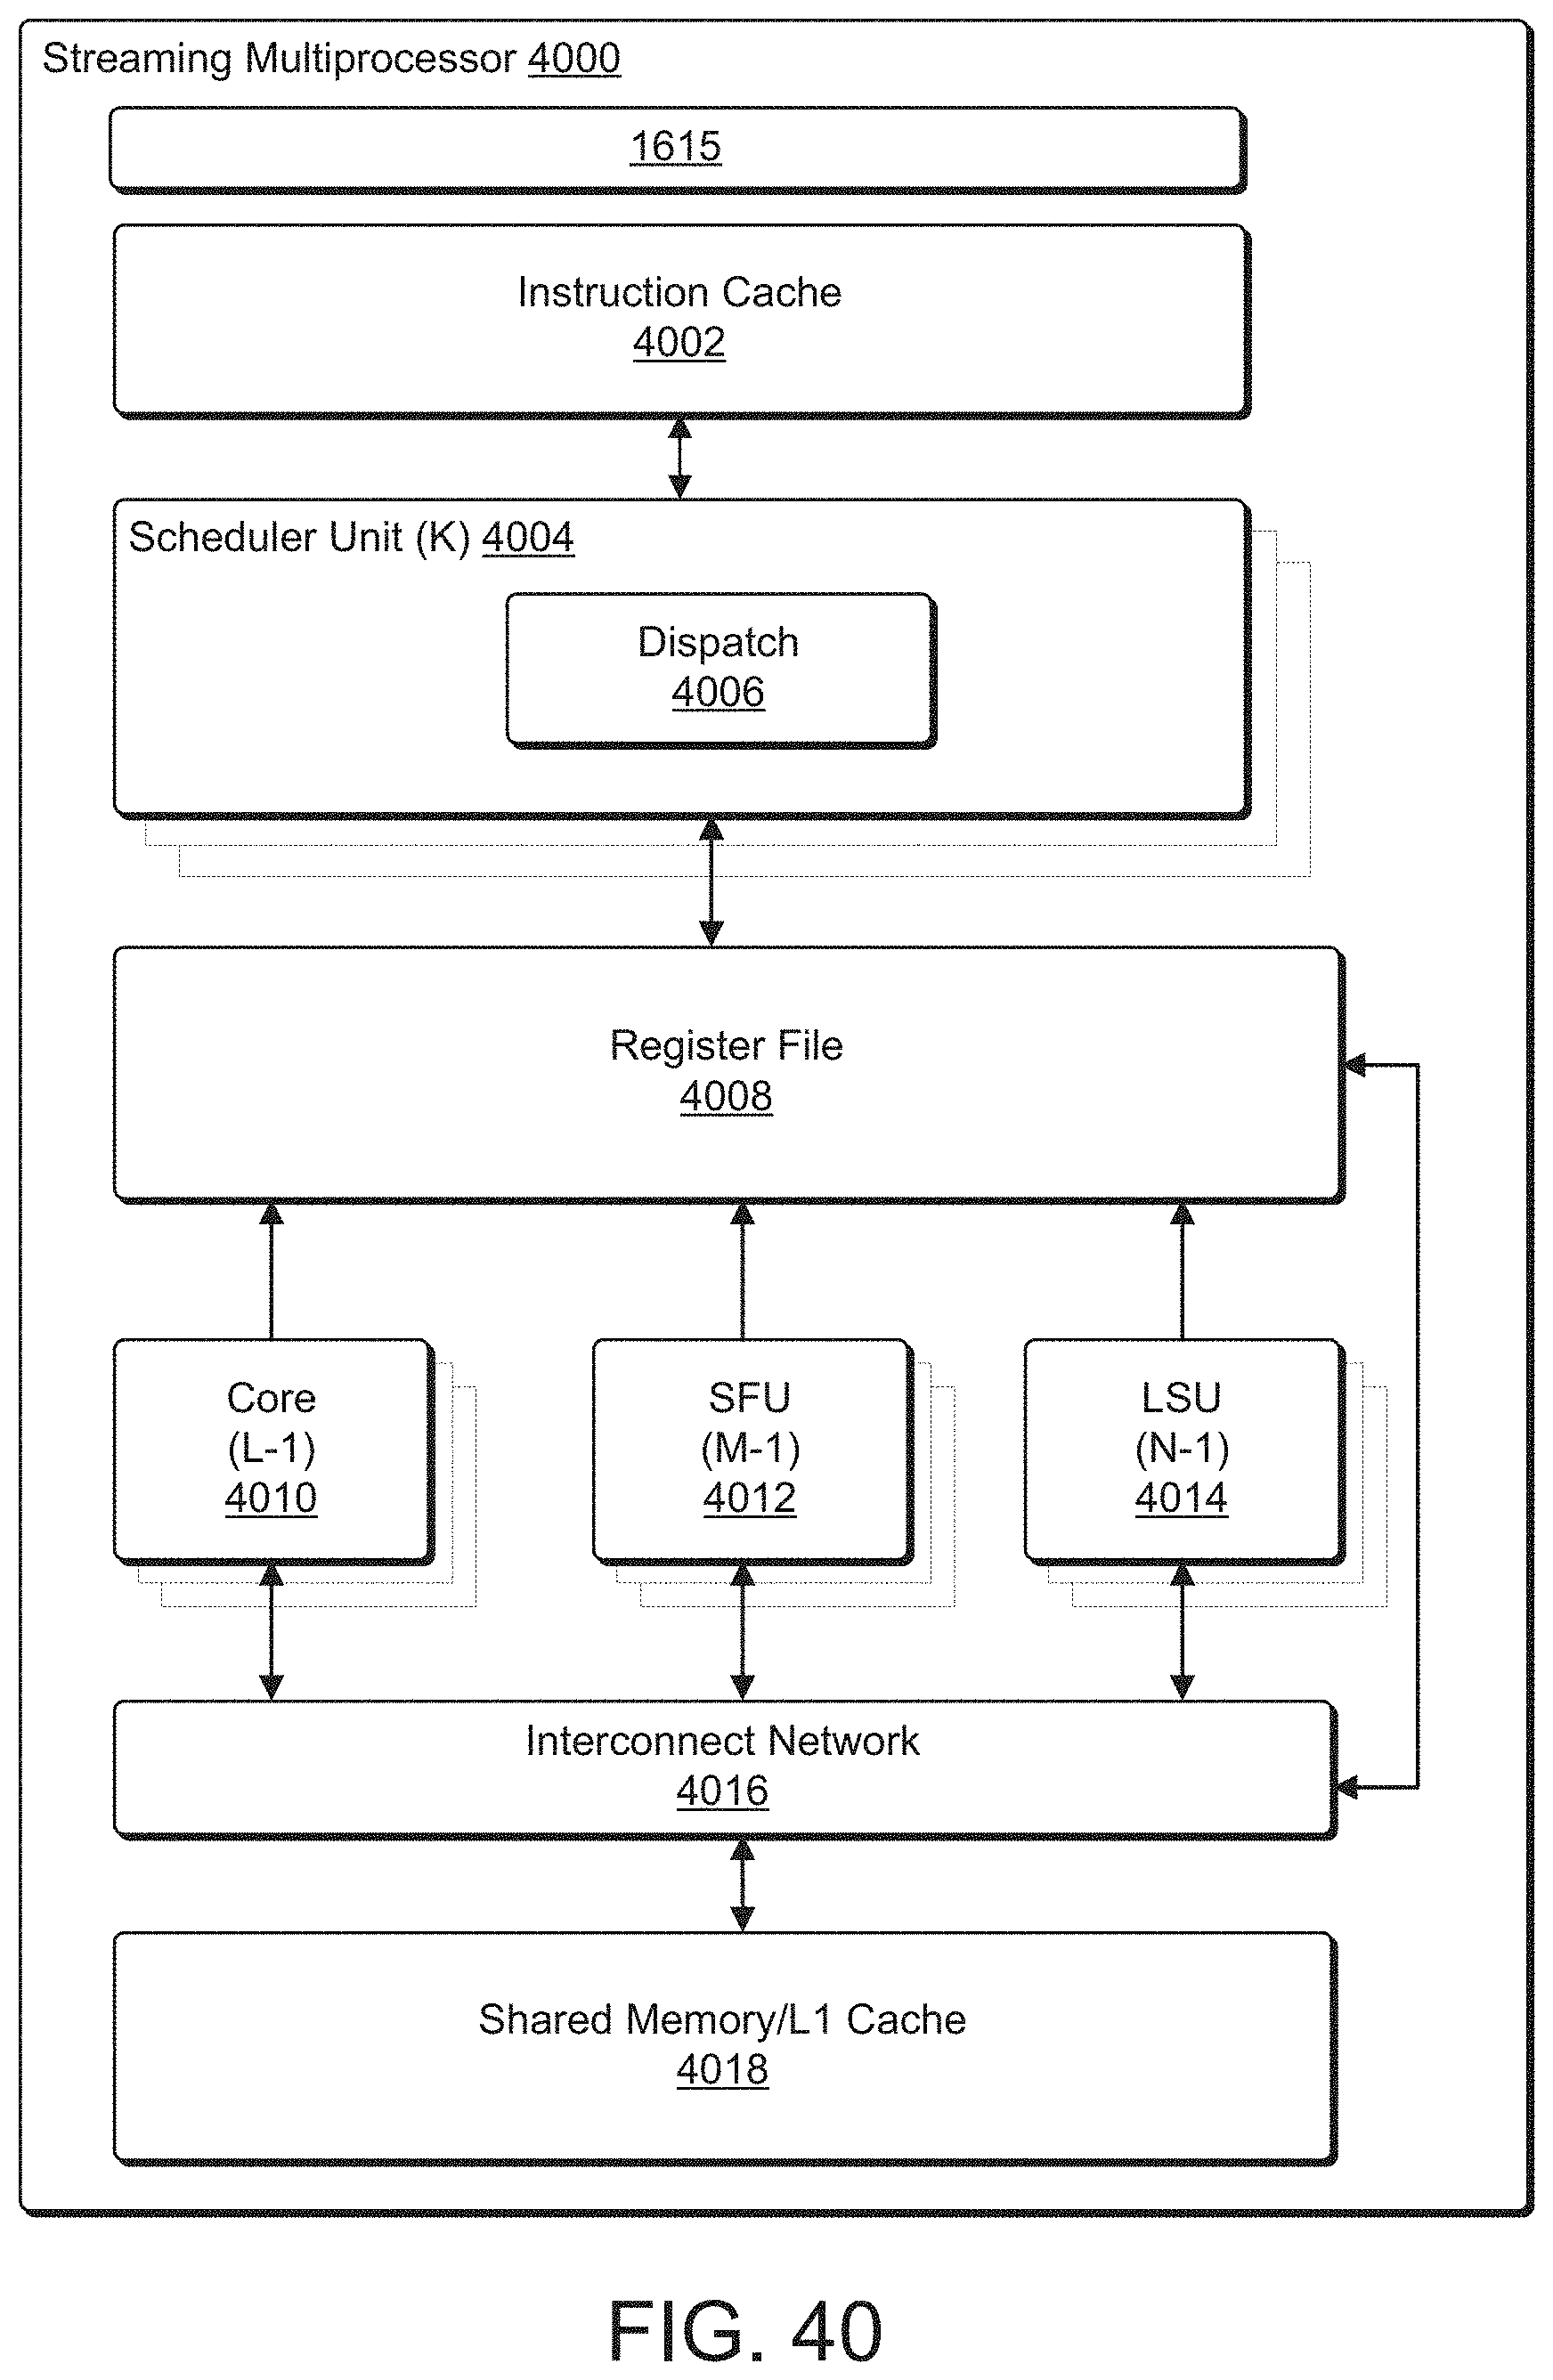 Streaming Multiprocessor 4000
1615
Instruction Cache
4002
Scheduler Unit (K) 4004
Dispatch
4006
Register File
4008
Core
(L-1)
4010
SFU
(M-1)
4012
LSU
(N-1)
4014
Interconnect Network
4016
Shared Memory/L1 Cache
4018
FIG. 40